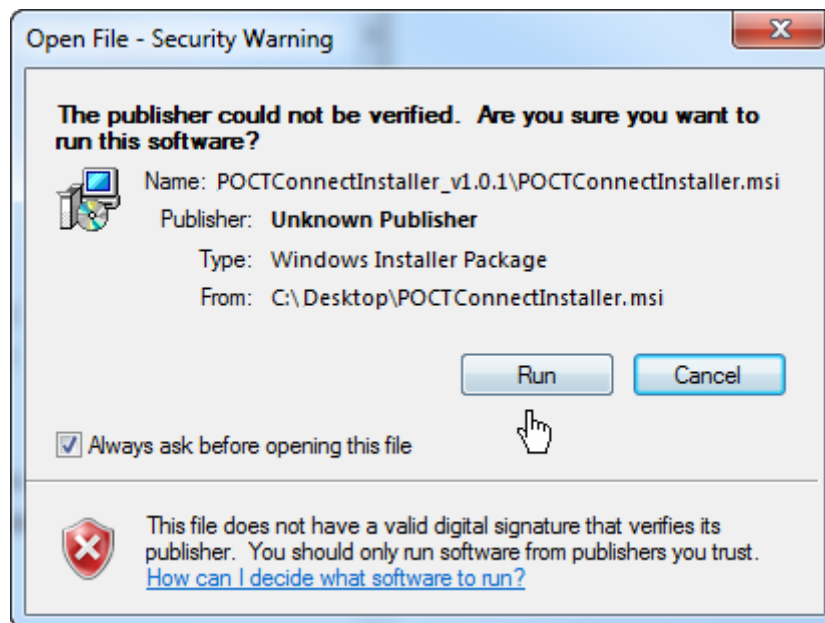 Open File - Security Warning
The publisher could not be verified. Are you sure you want to
run this software?
Name: POCTConnectInstaller_v1.0.1\POCTConnectInstaller.msi
Publisher: Unknown Publisher
Type: Windows Installer Package
From: C:\Desktop\POCTConnectInstaller.msi
Run Cancel
Always ask before opening this file
This file does not have a valid digital signature that verifies its
publisher. You should only run software from publishers you trust.
How can I decide what software to run?